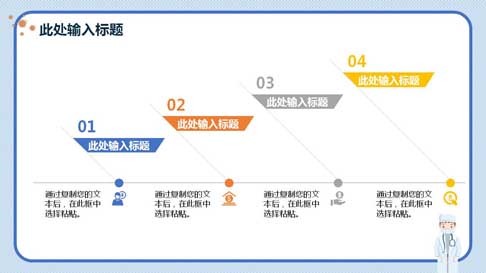 此处输入标题
04
此处输入标题
03
此处输入标题
02
此处输入标题
01
此处输入标题
通过复制您的文
本后，在此框中
选择粘贴。
通过复制您的文
本后，在此框中
选择粘贴。
通过复制您的文
本后，在此框中
选择粘贴。
通过复制您的文
本后，在此框中
选择粘贴。